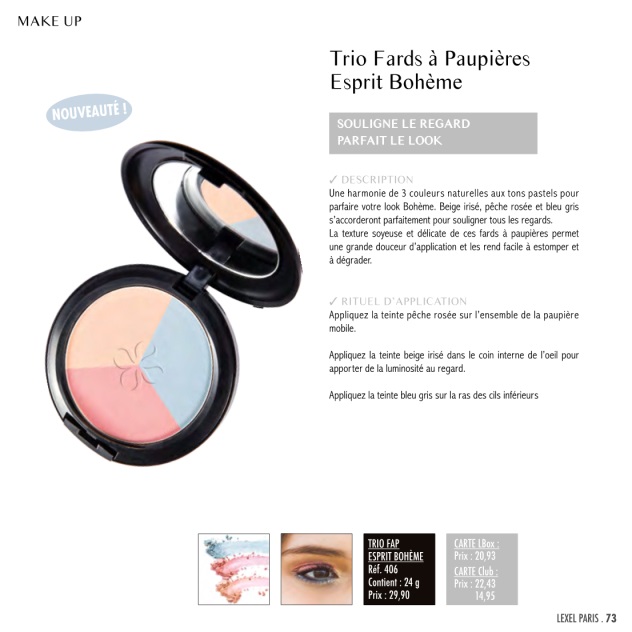 MAKE UP
NOUVEAUTÉ !
Trio Fards à Paupières
Esprit Bohème
SOULIGNE LE REGARD
PARFAIT LE LOOK
✓ DESCRIPTION
Une harmonie de 3 couleurs naturelles aux tons pastels pour
parfaire votre look Bohème. Beige irisé, pêche rosée et bleu gris
s'accorderont parfaitement pour souligner tous les regards.
La texture soyeuse et délicate de ces fards à paupières permet
une grande douceur d'application et les rend facile à estomper et
à dégrader.
✓ RITUEL D'APPLICATION
Appliquez la teinte pêche rosée sur l'ensemble de la paupière
mobile.
Appliquez la teinte beige irisé dans le coin interne de l'oeil pour
apporter de la luminosité au regard.
Appliquez la teinte bleu gris sur la ras des cils inférieurs
TRIO FAP
ESPRIT BOHÈME
Réf. 406
Contient : 24 g
Prix : 29,90
CARTE LBox :
Prix : 20,93
CARTE Club :
Prix : 22,43
14,95
LEXEL PARIS . 73